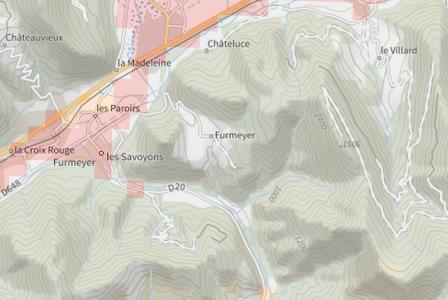 Châteauvieux
Châteluce
le Villard
la Madeleine
les Paroirs
1400
Furmeyer
1506
la Croix Rouge
les Savoyons
Furmeyer
D648
D20
1000